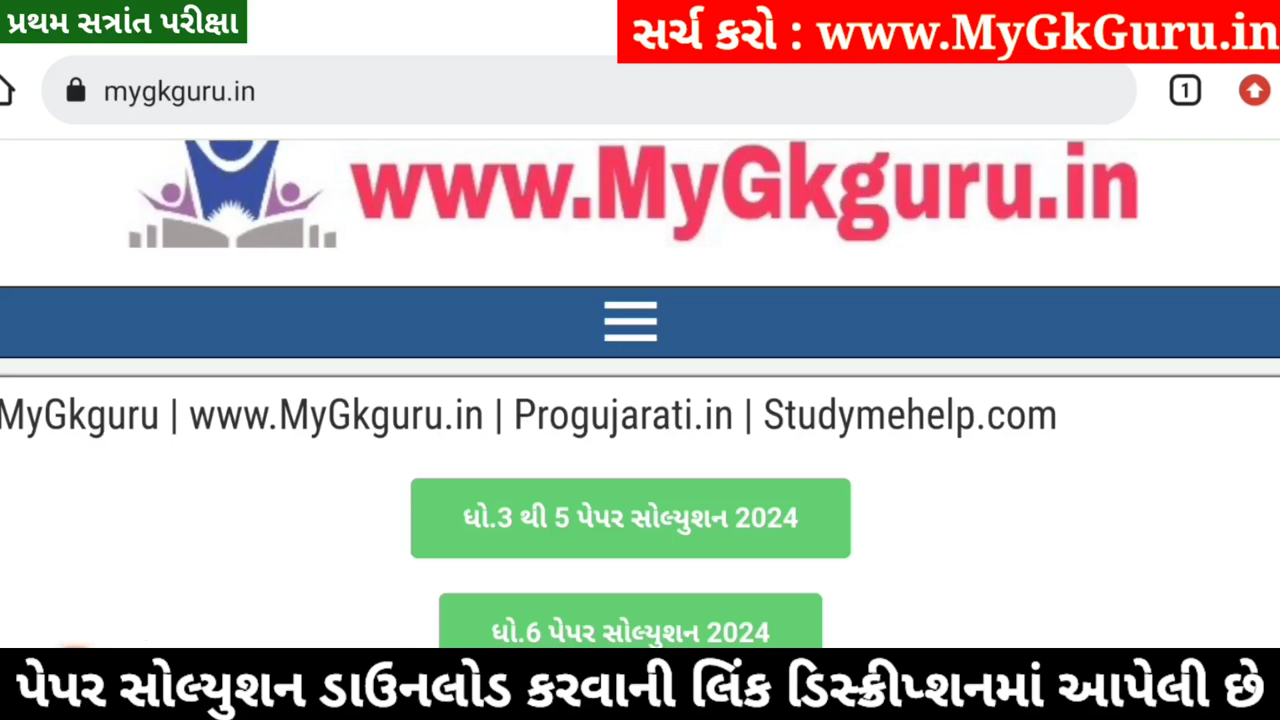 પ્રથમ સત્રાંત પરીક્ષા
સર્ચ કરો : www.MyGkGuru.in
mygkguru.in
1
www.MyGkguru.in
MyGkguru | www.MyGkguru.in | Progujarati.in | Studymehelp.com
ધો.3 થી 5 પેપર સોલ્યુશન 2024
ધો.6 પેપર સોલ્યુશન 2024
પેપર સોલ્યુશન ડાઉનલોડ કરવાની લિંક ડિસ્ક્રીપ્શનમાં આપેલી છે